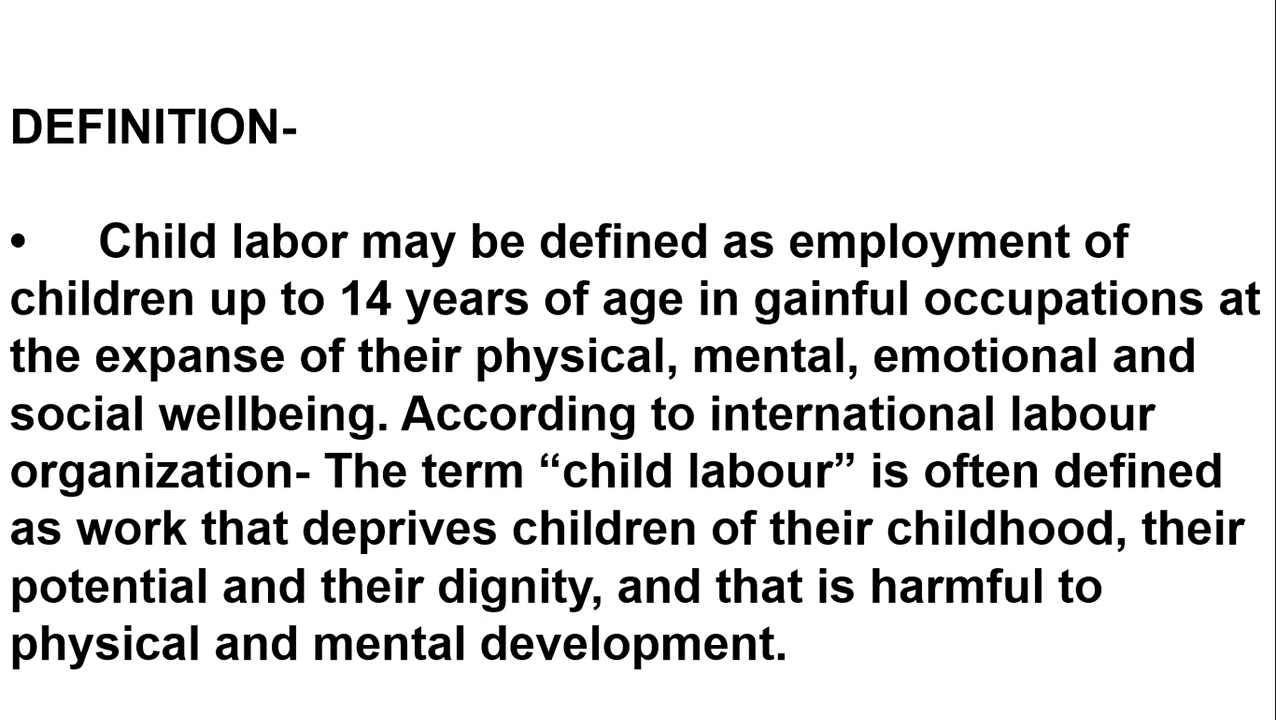 DEFINITION-
• Child labor may be defined as employment of
children up to 14 years of age in gainful occupations at
the expanse of their physical, mental, emotional and
social wellbeing. According to international labour
organization- The term “child labour” is often defined
as work that deprives children of their childhood, their
potential and their dignity, and that is harmful to
physical and mental development.